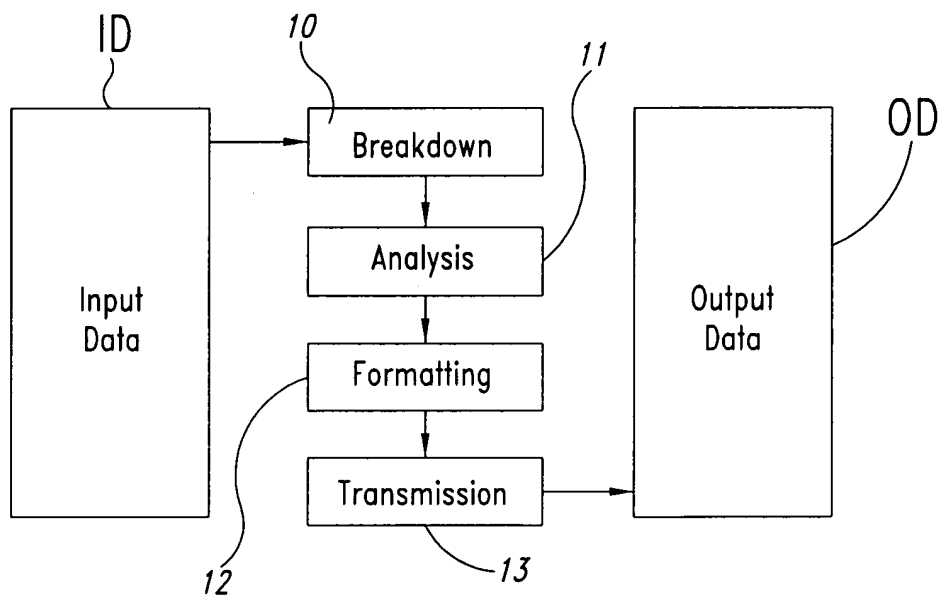 ID
10
11
Breakdown
OD
Analysis
Input
Data
Output
Data
Formatting
Transmission
12
13